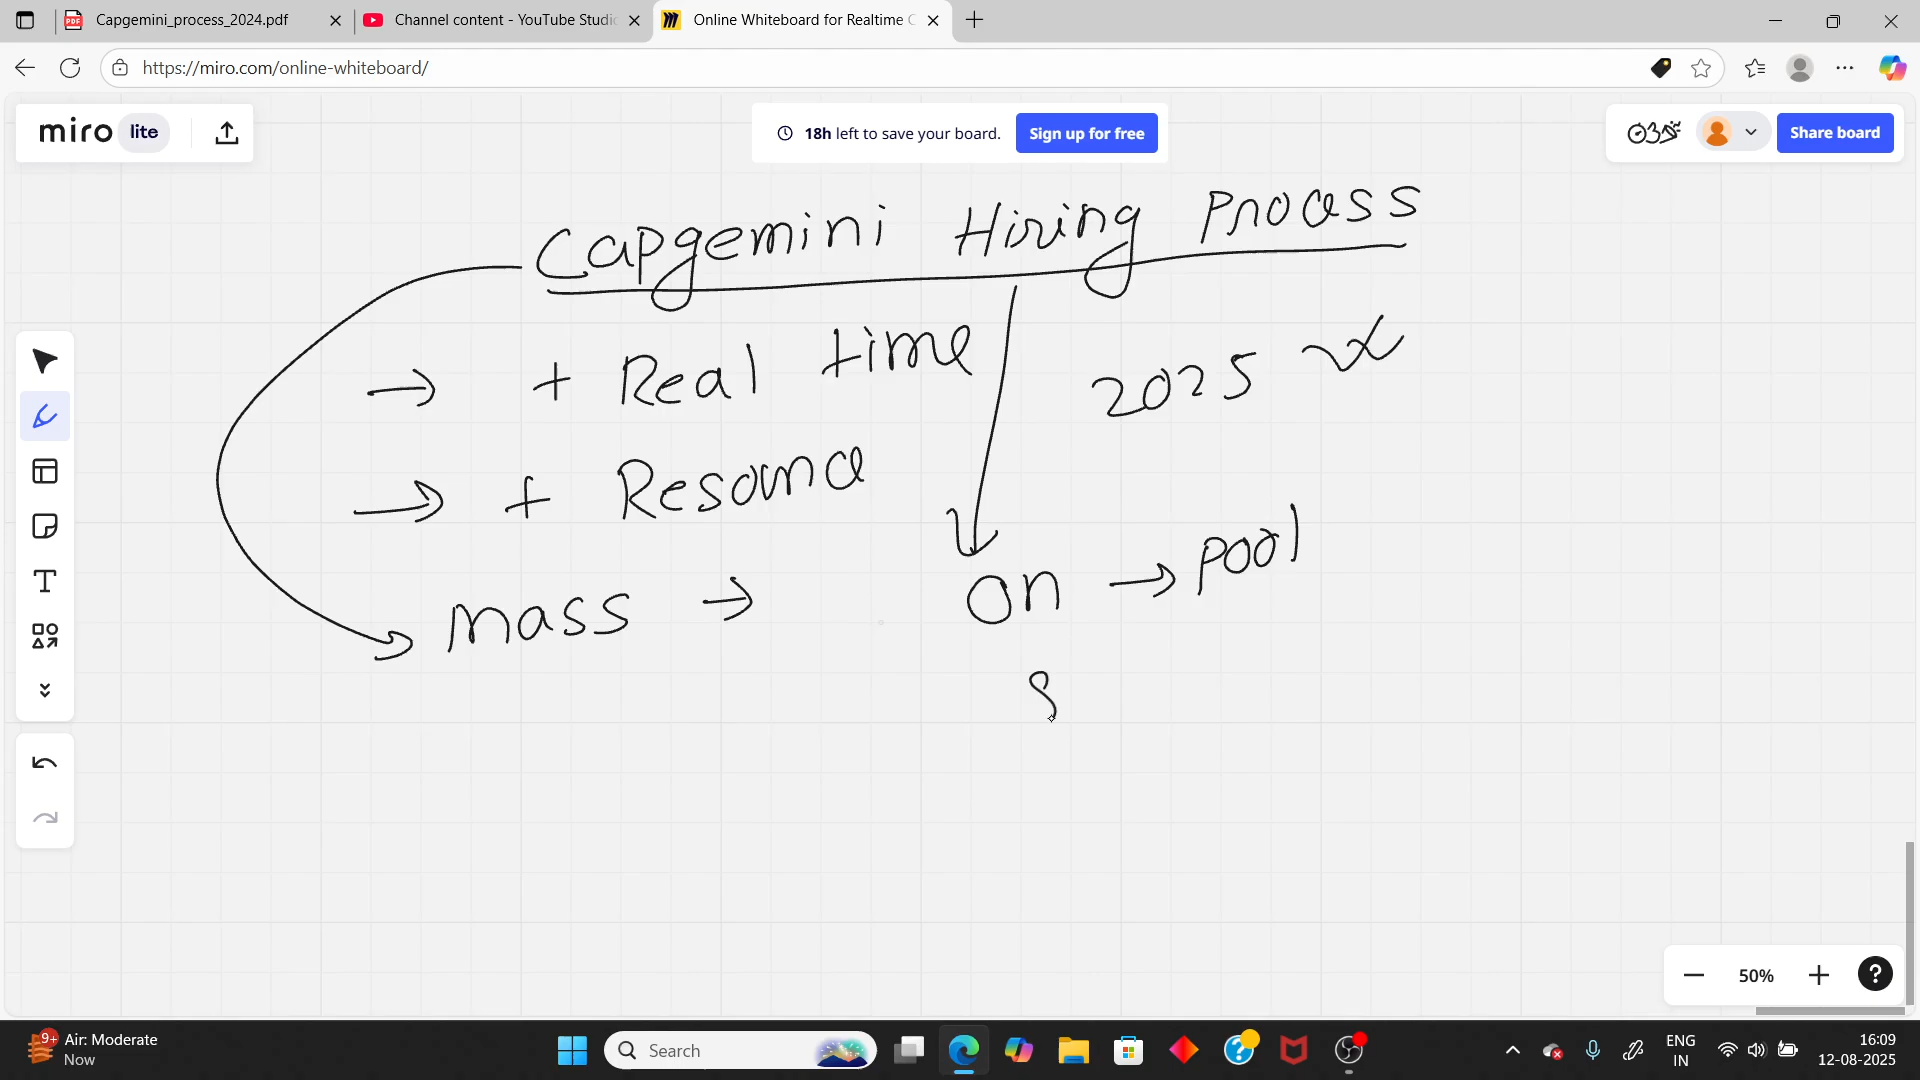 Capgemini_process_2024.pdf
Channel content - YouTube Studio
Online Whiteboard for Realtime C
https://miro.com/online-whiteboard/
miro lite
18h left to save your board.
Sign up for free
Share board
Capgemini Hiring Process
→ + Real time
2025
→ + Resoma
mass →
on → pool
50%
9+
Air: Moderate
Now
Search
ENG
IN
16:09
12-08-2025